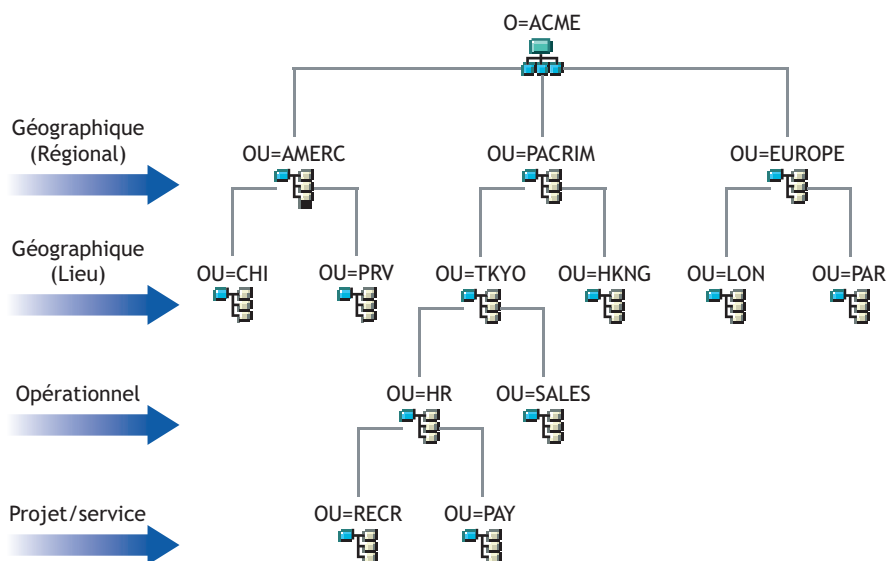 O=ACME
Géographique
(Régional)
OU=AMERC
OU=PACRIM
OU=EUROPE
Géographique
(Lieu)
OU=CHI
OU=PRV
OU=TKYO
OU=HKNG
OU=LON
OU=PAR
Opérationnel
OU=HR
OU=SALES
Projet/service
OU=RECR
OU=PAY